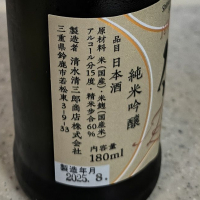 純米吟醸
品目 日本酒
原材料 米(国産)・米麹(国産米)
アルコール分15度・精米歩合60%
製造者 清水清三郎商店株式会社
三重県鈴鹿市若松東3-9-33
内容量
180ml
製造年月
2025. 8.